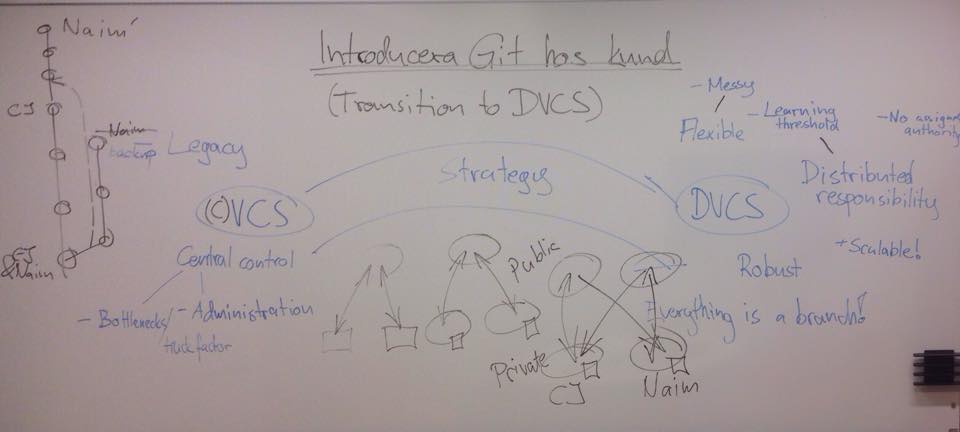 Naim
CJ
Naim
backup
CJ
& Naim
Introducera Git hos kund
(Transition to DVCS)
Legacy
Strategy
(C)VCS
DVCS
Central control
- Bottlenecks/
truck factor
- Administration
Public
Private
CJ
Naim
- Messy
Flexible
- Learning
threshold
- No assigne
authority
Distributed
responsibility
+ Scalable!
Robust
Everything is a branch!